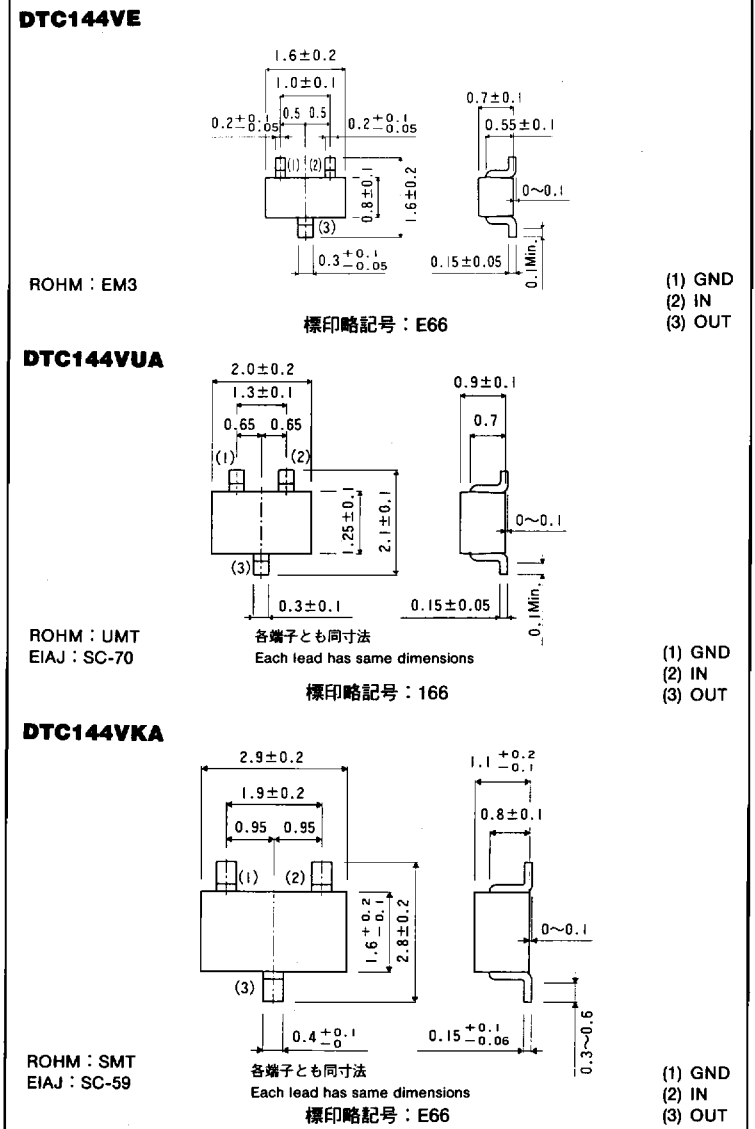 DTC144VE
1.6±0.2
1.0±0.1
0.5 0.5
0.2+0.1−0.05
0.2+0.1−0.05
(1) (2)
0.8±0.1
1.6±0.2
(3)
0.3+0.1−0.05
0.7±0.1
0.55±0.1
0~0.1
0.15±0.05
0.1Min.
ROHM：EM3
標印略記号：E66
(1) GND
(2) IN
(3) OUT
DTC144VUA
2.0±0.2
1.3±0.1
0.65 0.65
(1) (2)
1.25±0.1
2.1±0.1
(3)
0.3±0.1
0.9±0.1
0.7
0~0.1
0.15±0.05
0.1Min.
ROHM：UMT
EIAJ：SC-70
各端子とも同寸法
Each lead has same dimensions
標印略記号：166
(1) GND
(2) IN
(3) OUT
DTC144VKA
2.9±0.2
1.9±0.2
0.95 0.95
(1) (2)
1.6+0.2−0.1
2.8±0.2
(3)
0.4+0.1−0
1.1+0.2−0.1
0.8±0.1
0~0.1
0.15+0.1−0.06
0.3~0.6
ROHM：SMT
EIAJ：SC-59
各端子とも同寸法
Each lead has same dimensions
標印略記号：E66
(1) GND
(2) IN
(3) OUT